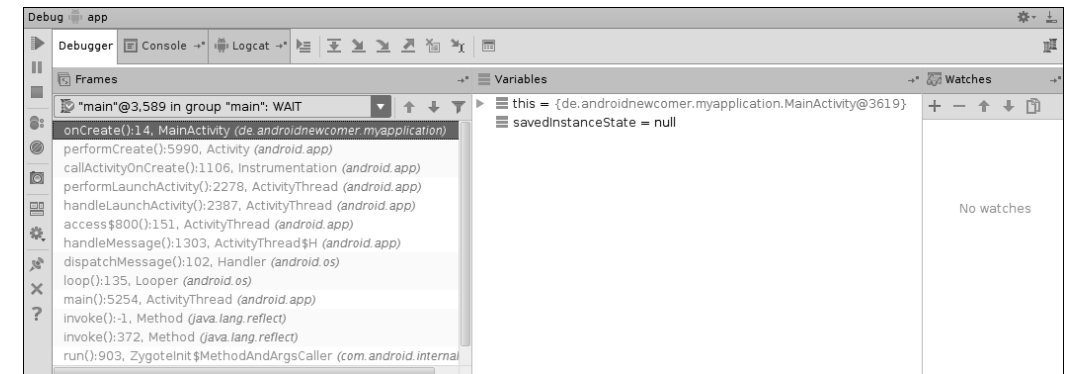 Debug app
Debugger Console Logcat
Frames
"main"@3,589 in group "main": WAIT
onCreate():14, MainActivity (de.androidnewcomer.myapplication)
performCreate():5990, Activity (android.app)
callActivityOnCreate():1106, Instrumentation (android.app)
performLaunchActivity():2278, ActivityThread (android.app)
handleLaunchActivity():2387, ActivityThread (android.app)
access$800():151, ActivityThread (android.app)
handleMessage():1303, ActivityThread$H (android.app)
dispatchMessage():102, Handler (android.os)
loop():135, Looper (android.os)
main():5254, ActivityThread (android.app)
invoke():-1, Method (java.lang.reflect)
invoke():372, Method (java.lang.reflect)
run():903, ZygoteInit$MethodAndArgsCaller (com.android.internal
Variables
this = {de.androidnewcomer.myapplication.MainActivity@3619}
savedInstanceState = null
Watches
No watches